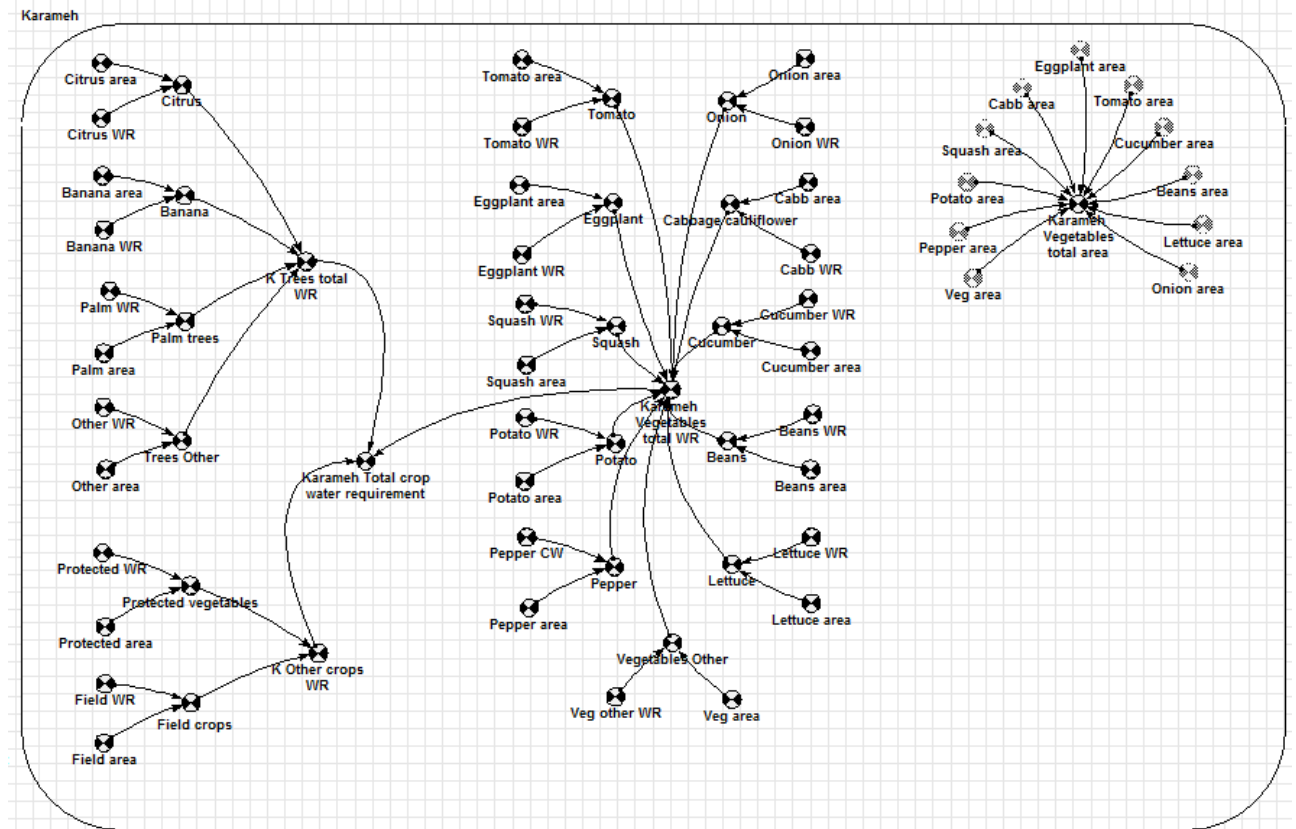 Karameh
Citrus area
Citrus
Citrus WR
Banana area
Banana
Banana WR
K Trees total
WR
Palm WR
Palm trees
Palm area
Other WR
Trees Other
Other area
Karameh Total crop
water requirement
Protected WR
Protected vegetables
Protected area
K Other crops
WR
Field WR
Field crops
Field area
Tomato area
Tomato
Tomato WR
Eggplant area
Eggplant
Eggplant WR
Squash WR
Squash
Squash area
Potato WR
Potato
Potato area
Pepper CW
Pepper
Pepper area
Onion area
Onion
Onion WR
Cabb area
Cabbage cauliflower
Cabb WR
Cucumber WR
Cucumber
Cucumber area
Karameh
Vegetables
total WR
Beans WR
Beans
Beans area
Lettuce WR
Lettuce
Lettuce area
Vegetables Other
Veg other WR
Veg area
Eggplant area
Cabb area
Tomato area
Squash area
Cucumber area
Potato area
Beans area
Karameh
Vegetables
total area
Pepper area
Lettuce area
Veg area
Onion area